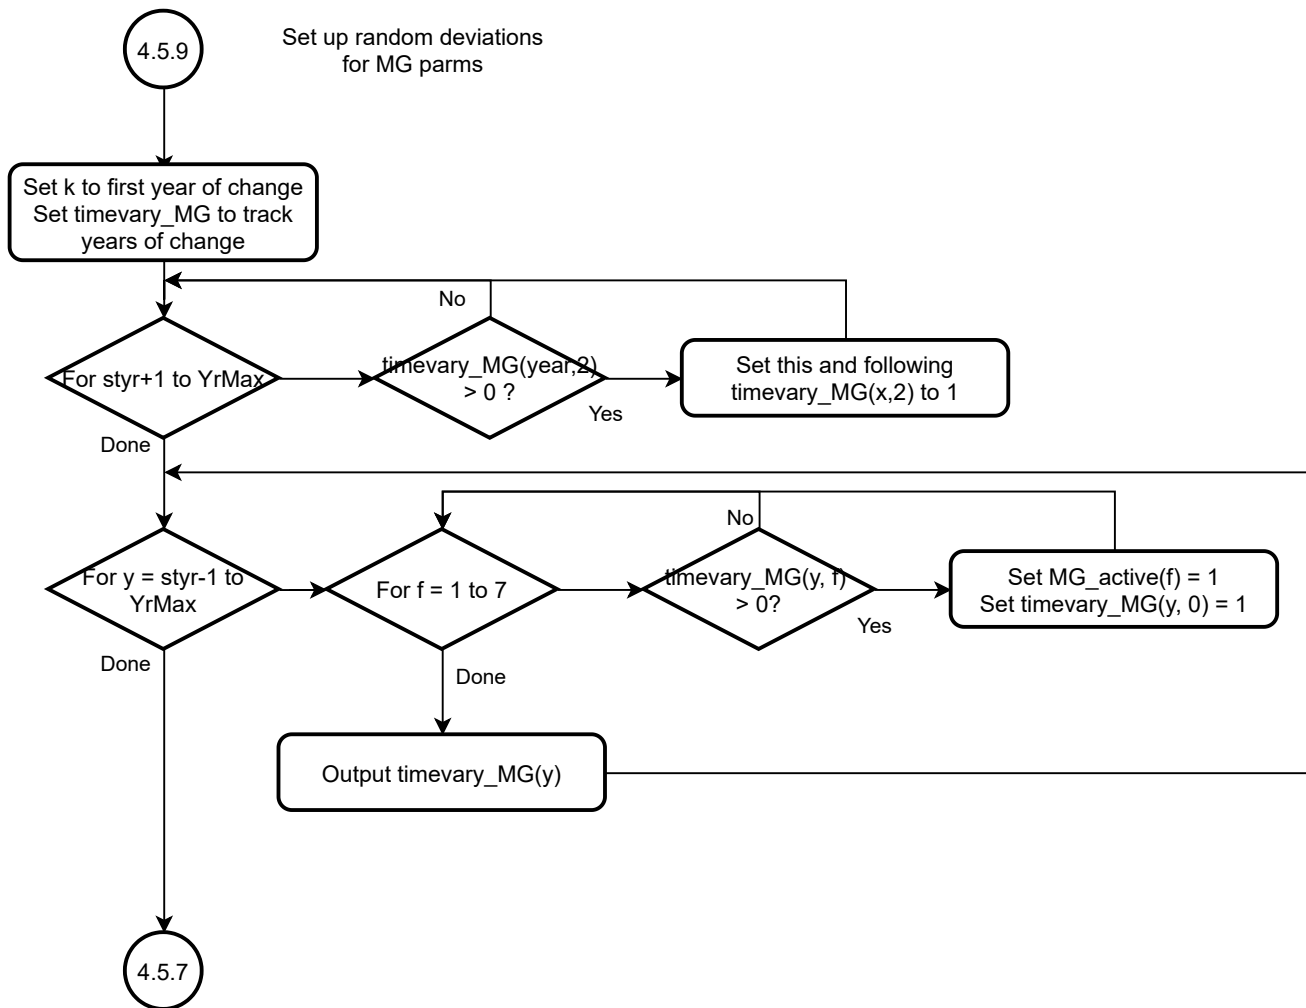 4.5.9
Set up random deviations
for MG parms
Set k to first year of change
Set timevary_MG to track
years of change
No
For styr+1 to YrMax
timevary_MG(year,2)
> 0 ?
Yes
Set this and following
timevary_MG(x,2) to 1
Done
For y = styr-1 to
YrMax
For f = 1 to 7
No
timevary_MG(y, f)
> 0?
Yes
Set MG_active(f) = 1
Set timevary_MG(y, 0) = 1
Done
Done
Output timevary_MG(y)
4.5.7